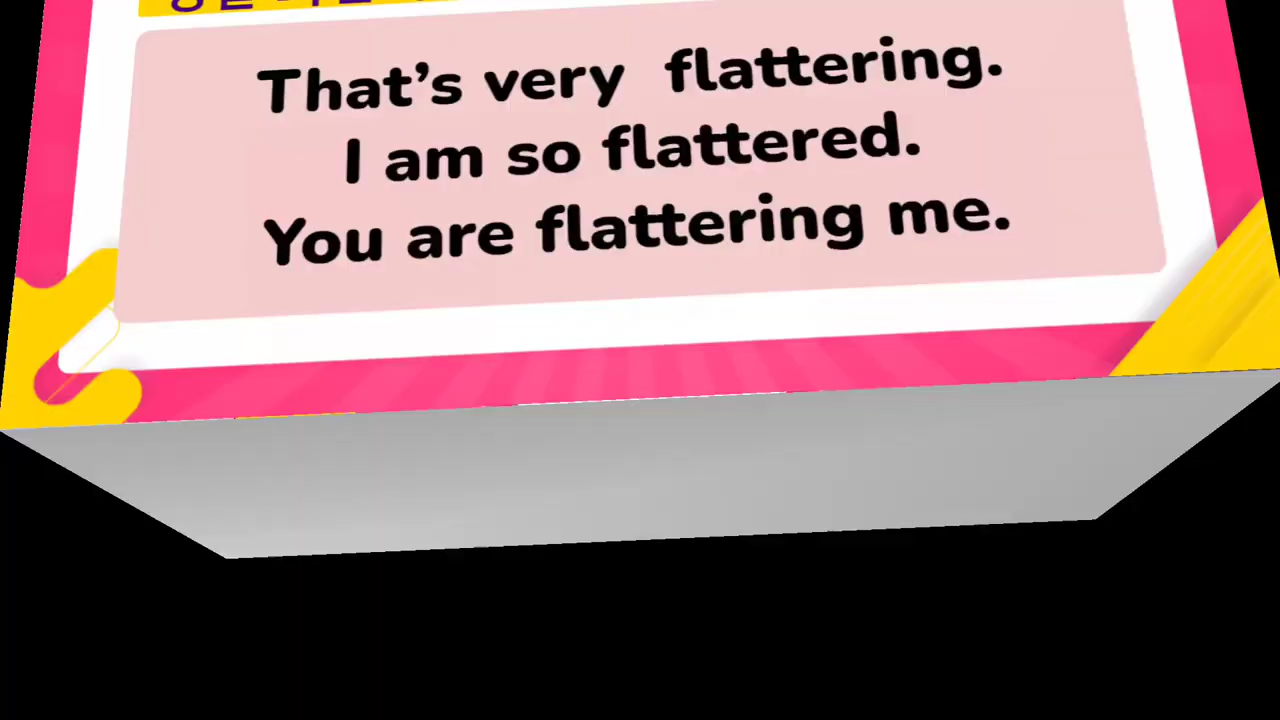 That’s very flattering.
I am so flattered.
You are flattering me.